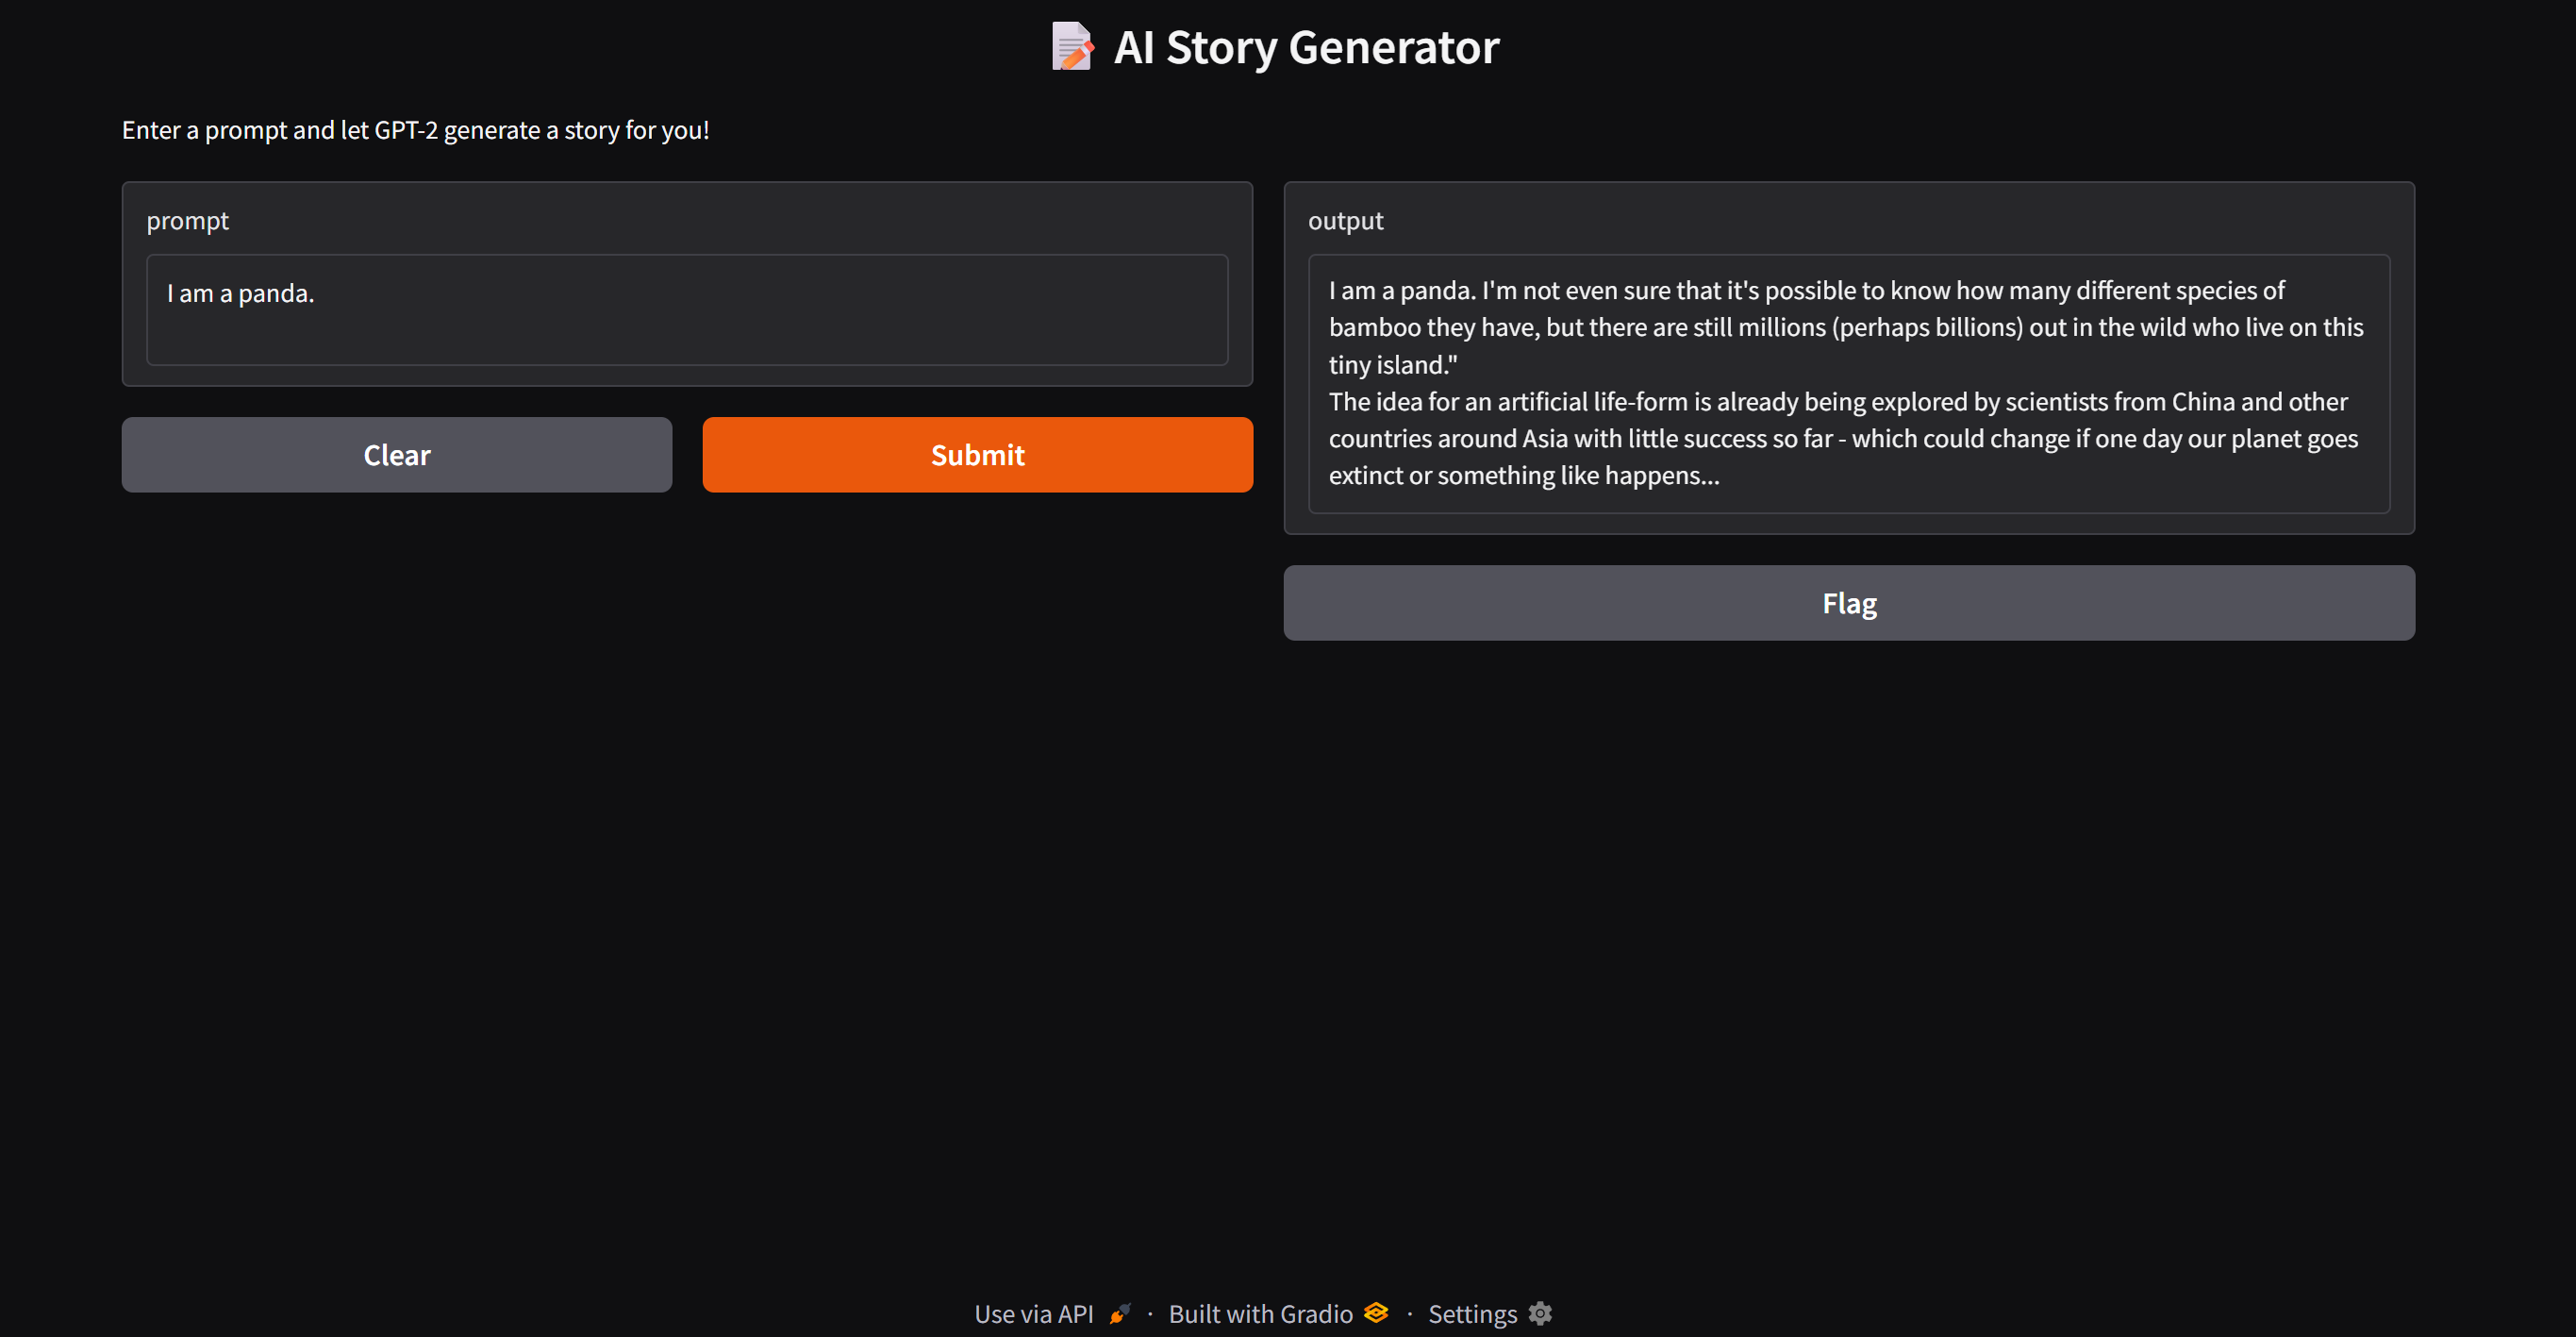 AI Story Generator
Enter a prompt and let GPT-2 generate a story for you!
prompt
I am a panda.
Clear
Submit
output
I am a panda. I'm not even sure that it's possible to know how many different species of
bamboo they have, but there are still millions (perhaps billions) out in the wild who live on this
tiny island."
The idea for an artificial life-form is already being explored by scientists from China and other
countries around Asia with little success so far - which could change if one day our planet goes
extinct or something like happens...
Flag
Use via API · Built with Gradio · Settings